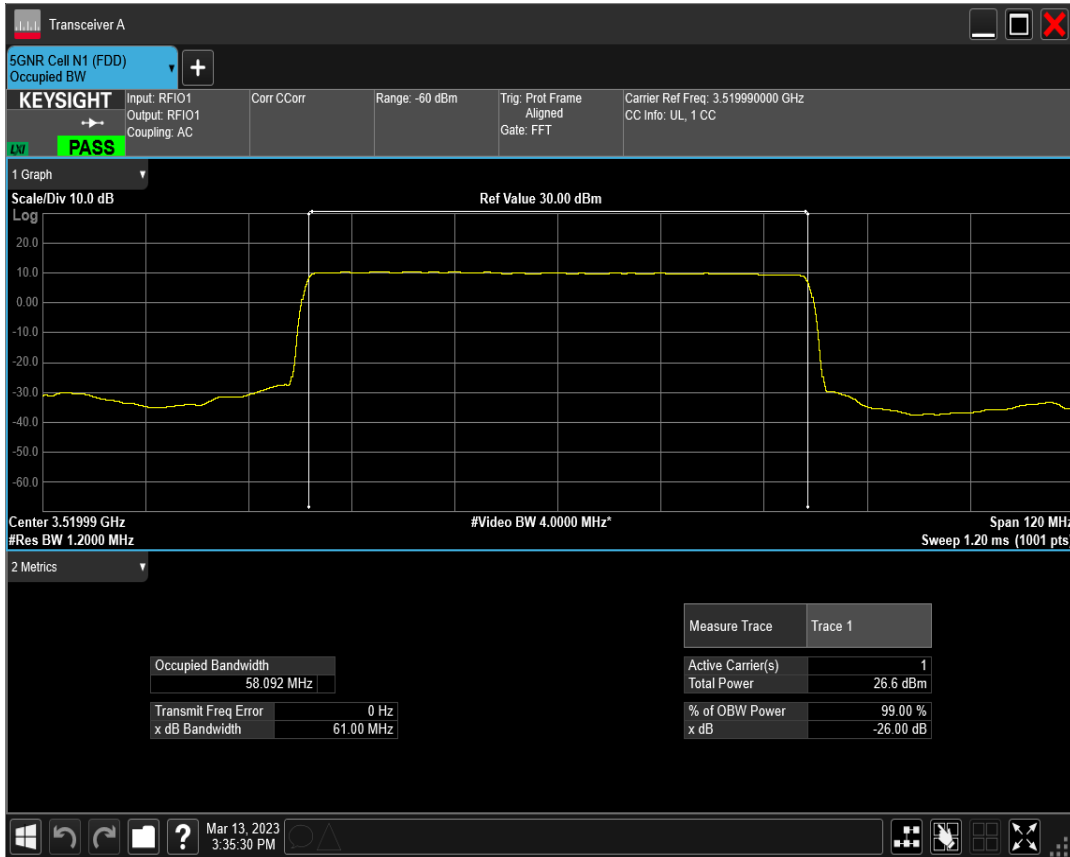 Transceiver A
5GNR Cell N1 (FDD)
Occupied BW
+
KEYSIGHT
LXI
PASS
Input: RFIO1
Output: RFIO1
Coupling: AC
Corr CCorr
Range: -60 dBm
Trig: Prot Frame
Aligned
Gate: FFT
Carrier Ref Freq: 3.519990000 GHz
CC Info: UL, 1 CC
1 Graph
Scale/Div 10.0 dB
Ref Value 30.00 dBm
Log
20.0
10.0
0.00
-10.0
-20.0
-30.0
-40.0
-50.0
-60.0
Center 3.51999 GHz
#Video BW 4.0000 MHz*
Span 120 MHz
#Res BW 1.2000 MHz
Sweep 1.20 ms (1001 pts)
2 Metrics
Measure Trace Trace 1
Occupied Bandwidth
58.092 MHz
Active Carrier(s) 1
Total Power 26.6 dBm
Transmit Freq Error 0 Hz
x dB Bandwidth 61.00 MHz
% of OBW Power 99.00 %
x dB -26.00 dB
?
Mar 13, 2023
3:35:30 PM